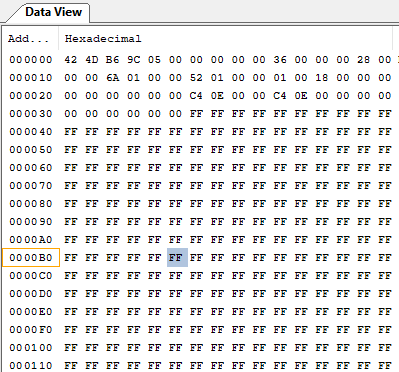 Data View
Add... Hexadecimal
000000 42 4D B6 9C 05 00 00 00 00 00 36 00 00 00 28 00
000010 00 00 6A 01 00 00 52 01 00 00 01 00 18 00 00 00
000020 00 00 00 00 00 00 C4 0E 00 00 C4 0E 00 00 00 00
000030 00 00 00 00 00 00 FF FF FF FF FF FF FF FF FF FF
000040 FF FF FF FF FF FF FF FF FF FF FF FF FF FF FF FF
000050 FF FF FF FF FF FF FF FF FF FF FF FF FF FF FF FF
000060 FF FF FF FF FF FF FF FF FF FF FF FF FF FF FF FF
000070 FF FF FF FF FF FF FF FF FF FF FF FF FF FF FF FF
000080 FF FF FF FF FF FF FF FF FF FF FF FF FF FF FF FF
000090 FF FF FF FF FF FF FF FF FF FF FF FF FF FF FF FF
0000A0 FF FF FF FF FF FF FF FF FF FF FF FF FF FF FF FF
0000B0 FF FF FF FF FF FF FF FF FF FF FF FF FF FF FF FF
0000C0 FF FF FF FF FF FF FF FF FF FF FF FF FF FF FF FF
0000D0 FF FF FF FF FF FF FF FF FF FF FF FF FF FF FF FF
0000E0 FF FF FF FF FF FF FF FF FF FF FF FF FF FF FF FF
0000F0 FF FF FF FF FF FF FF FF FF FF FF FF FF FF FF FF
000100 FF FF FF FF FF FF FF FF FF FF FF FF FF FF FF FF
000110 FF FF FF FF FF FF FF FF FF FF FF FF FF FF FF FF